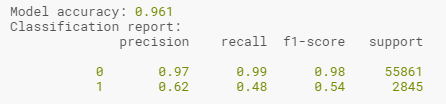 Model accuracy: 0.961
Classification report:
precision recall f1-score support
0 0.97 0.99 0.98 55861
1 0.62 0.48 0.54 2845